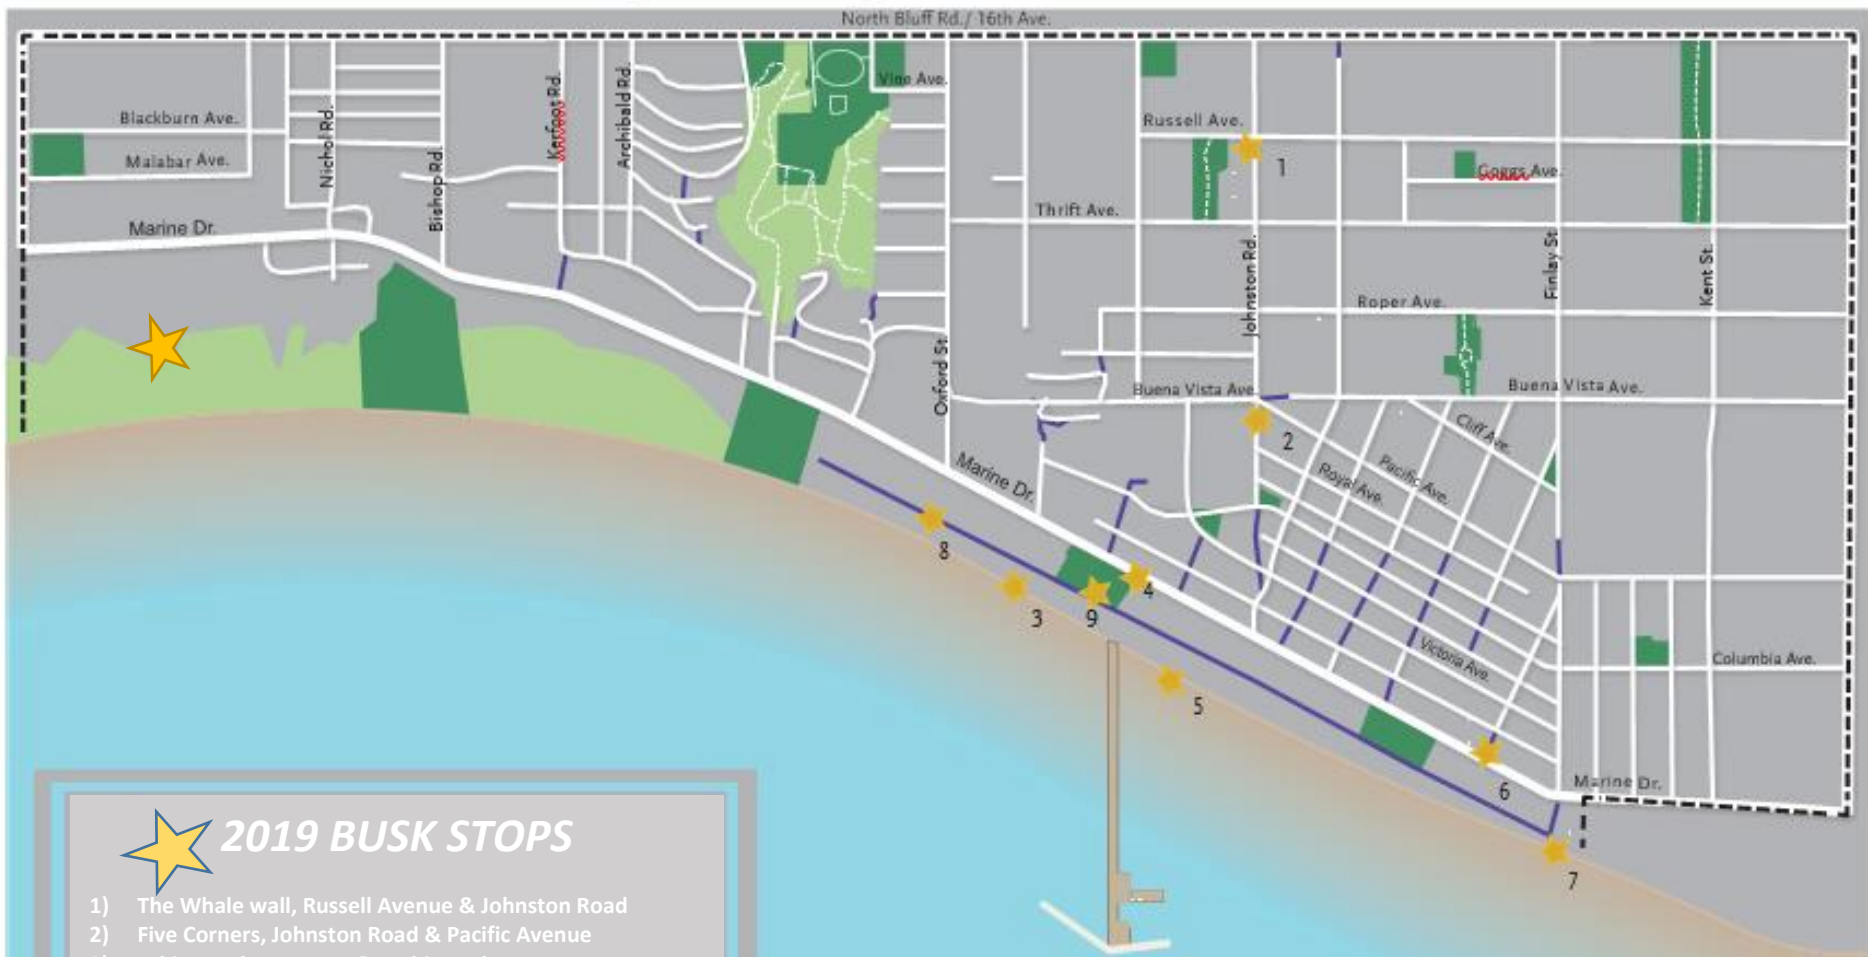 North Bluff Rd./ 16th Ave.
Vine Ave.
Kerfoot Rd.
Archibald Rd.
Nichol Rd.
Bishop Rd.
Blackburn Ave.
Malabar Ave.
Marine Dr.
Russell Ave.
1
Goggs Ave.
Thrift Ave.
Johnston Rd.
Finlay St.
Kent St.
Roper Ave.
Oxford St.
Buena Vista Ave.
Buena Vista Ave.
2
Cliff Ave.
Pacific Ave.
Royal Ave.
Marine Dr.
8
3
9
4
5
Victoria Ave.
Columbia Ave.
6
Marine Dr.
7
2019 BUSK STOPS
1) The Whale wall, Russell Avenue & Johnston Road
2) Five Corners, Johnston Road & Pacific Avenue